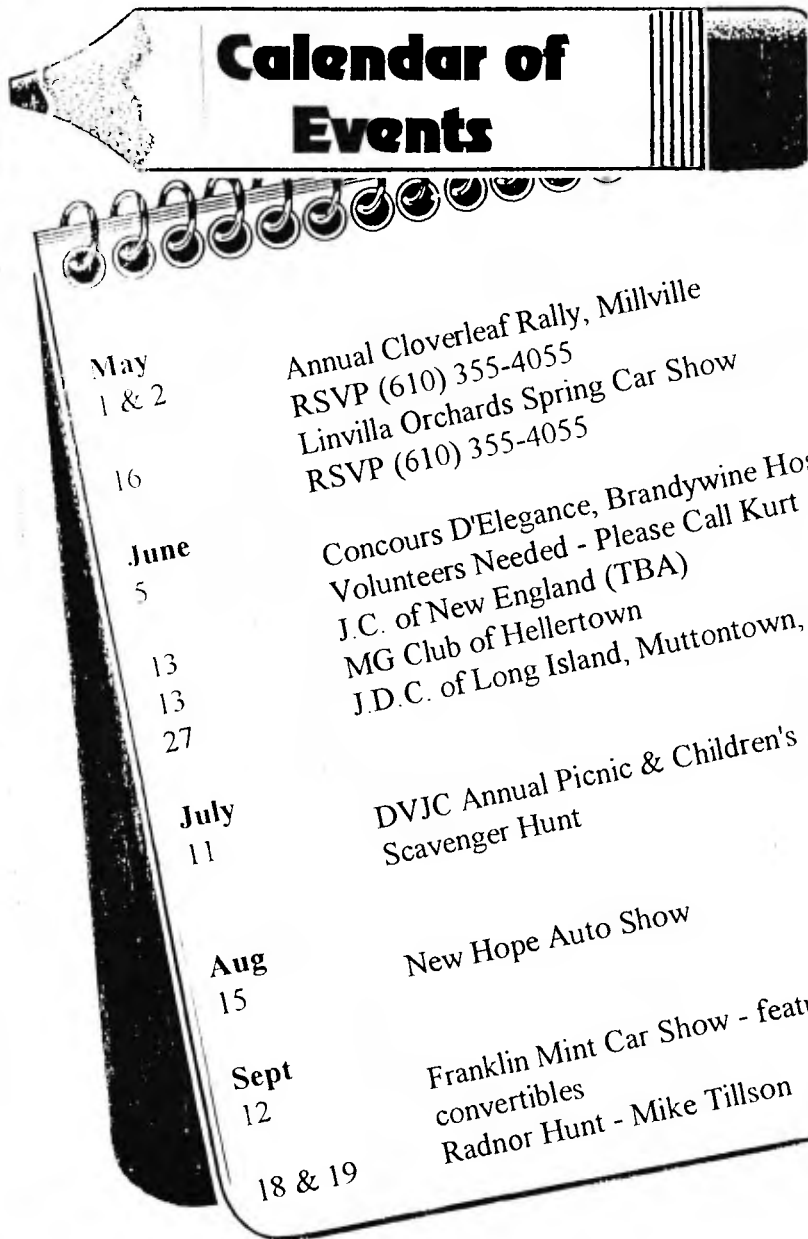 Calendar of
Events
May
1 & 2 Annual Cloverleaf Rally, Millville
RSVP (610) 355-4055
16 Linvilla Orchards Spring Car Show
RSVP (610) 355-4055
June
5 Concours D'Elegance, Brandywine
Volunteers Needed - Please Call Kurt
13 J.C. of New England (TBA)
13 MG Club of Hellertown
27 J.D.C. of Long Island, Muttontown,
July
11 DVJC Annual Picnic & Children's
Scavenger Hunt
Aug
15 New Hope Auto Show
Sept
12 Franklin Mint Car Show -
convertibles
18 & 19 Radnor Hunt - Mike Tillson